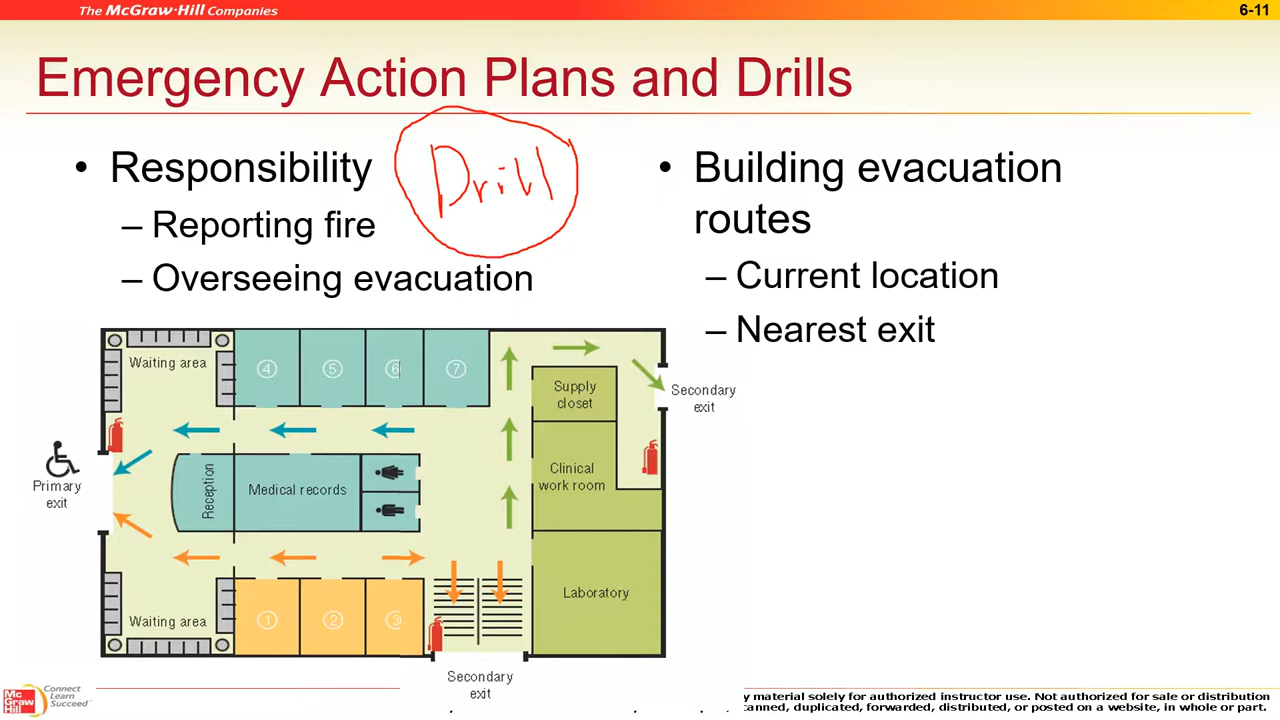 The McGraw-Hill Companies
6-11
Emergency Action Plans and Drills
• Responsibility
– Reporting fire
– Overseeing evacuation
Drill
• Building evacuation
routes
– Current location
– Nearest exit
Waiting area
4
5
6
7
Supply
closet
Secondary
exit
Primary
exit
Reception
Medical records
Clinical
work room
Waiting area
1
2
3
Laboratory
Secondary
exit
Mc
Graw
Hill
Connect
Learn
Succeed™
y material solely for authorized instructor use. Not authorized for sale or distribution
canned, duplicated, forwarded, distributed, or posted on a website, in whole or part.